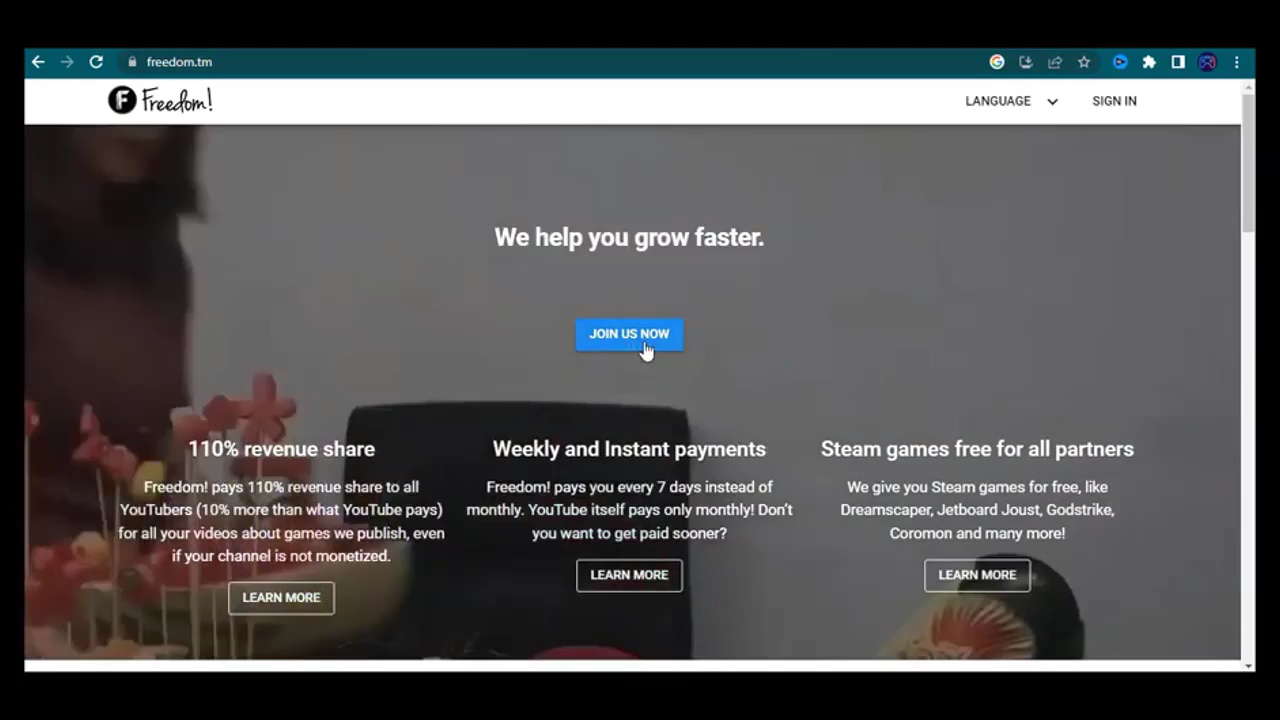 freedom.tm
F Freedom!
LANGUAGE
SIGN IN
We help you grow faster.
JOIN US NOW
110% revenue share
Freedom! pays 110% revenue share to all
YouTubers (10% more than what YouTube pays)
for all your videos about games we publish, even
if your channel is not monetized.
LEARN MORE
Weekly and Instant payments
Freedom! pays you every 7 days instead of
monthly. YouTube itself pays only monthly! Don't
you want to get paid sooner?
LEARN MORE
Steam games free for all partners
We give you Steam games for free, like
Dreamscaper, Jetboard Joust, Godstrike,
Coromon and many more!
LEARN MORE